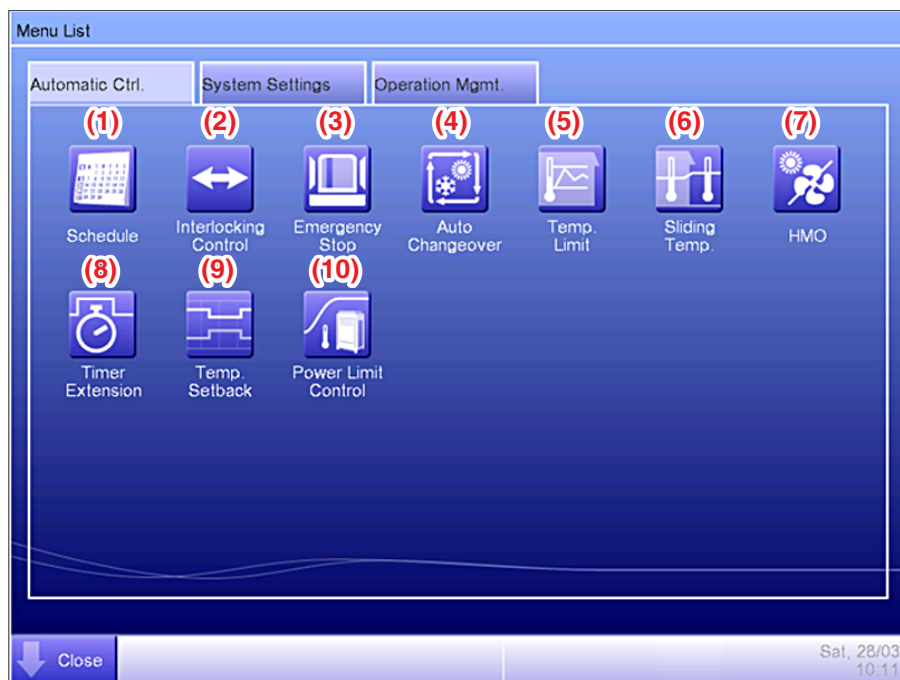 Menu List
Automatic Ctrl. System Settings Operation Mgmt.
(1) (2) (3) (4) (5) (6) (7)
Schedule
Interlocking
Control
Emergency
Stop
Auto
Changeover
Temp.
Limit
Sliding
Temp.
HMO
(8) (9) (10)
Timer
Extension
Temp.
Setback
Power Limit
Control
Close
Sat, 28/03
10:11